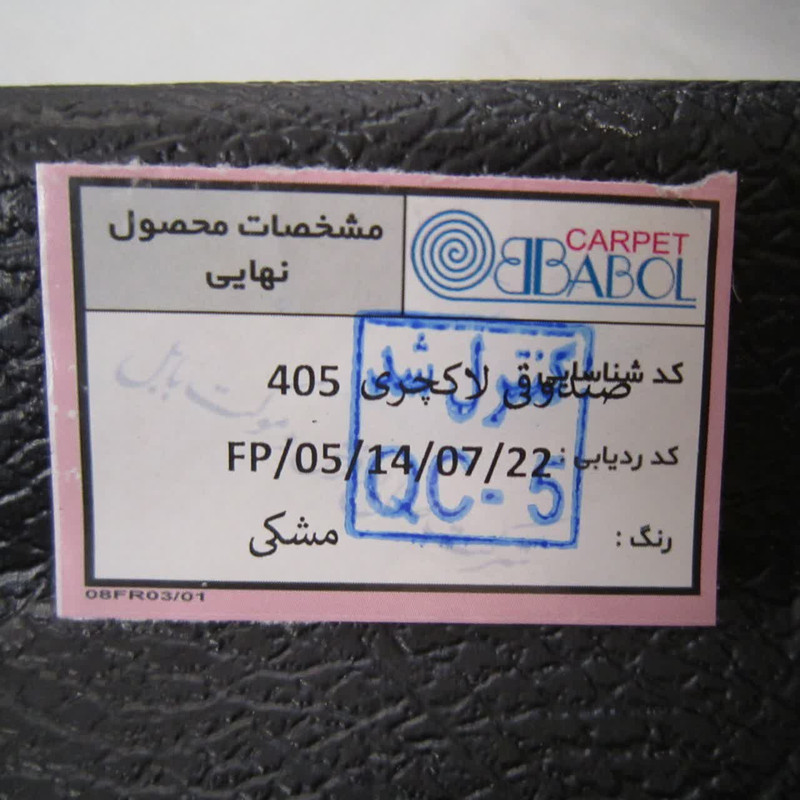 CARPET
BABOL
مشخصات محصول
نهایی
کد شناسایی صندوقی لاکچری 405
کد ردیابی : FP/05/14/07/22
رنگ : مشکی
کنترل شد
QC-5
08FR03/01